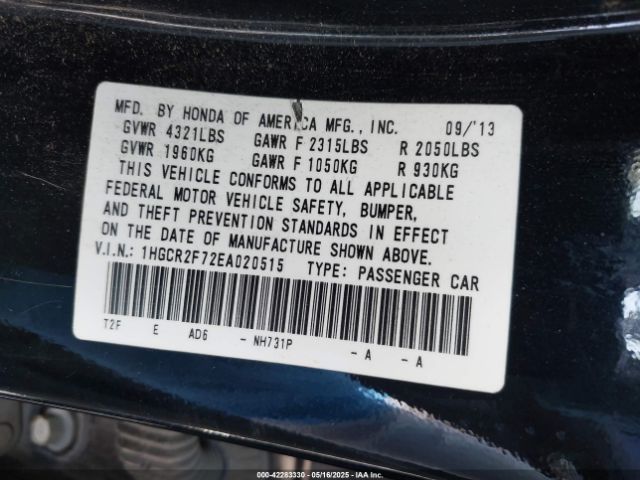 MFD. BY HONDA OF AMERICA MFG., INC. 09/'13
GVWR 4321LBS GAWR F 2315LBS R 2050LBS
GVWR 1960KG GAWR F 1050KG R 930KG
THIS VEHICLE CONFORMS TO ALL APPLICABLE
FEDERAL MOTOR VEHICLE SAFETY, BUMPER,
AND THEFT PREVENTION STANDARDS IN EFFECT
ON THE DATE OF MANUFACTURE SHOWN ABOVE.
V.I.N.: 1HGCR2F72EA020515 TYPE: PASSENGER CAR
T2F E AD6 - NH731P - A - A
000-42283330 - 05/16/2025 - IAA Inc.